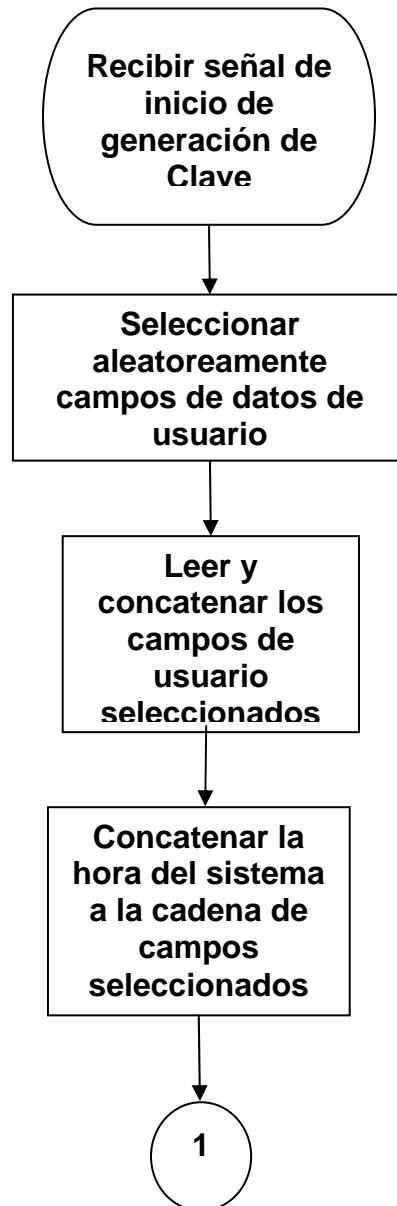 Recibir señal de
inicio de
generación de
Clave
Seleccionar
aleatoreamente
campos de datos de
usuario
Leer y
concatenar los
campos de
usuario
seleccionados
Concatenar la
hora del sistema
a la cadena de
campos
seleccionados
1